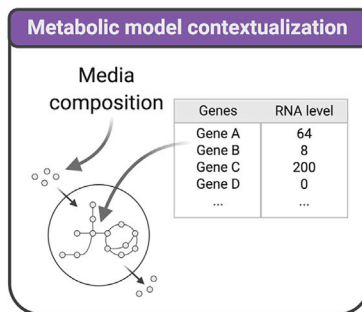 Metabolic model contextualization
Media
composition
Genes RNA level
Gene A 64
Gene B 8
Gene C 200
Gene D 0
... ...